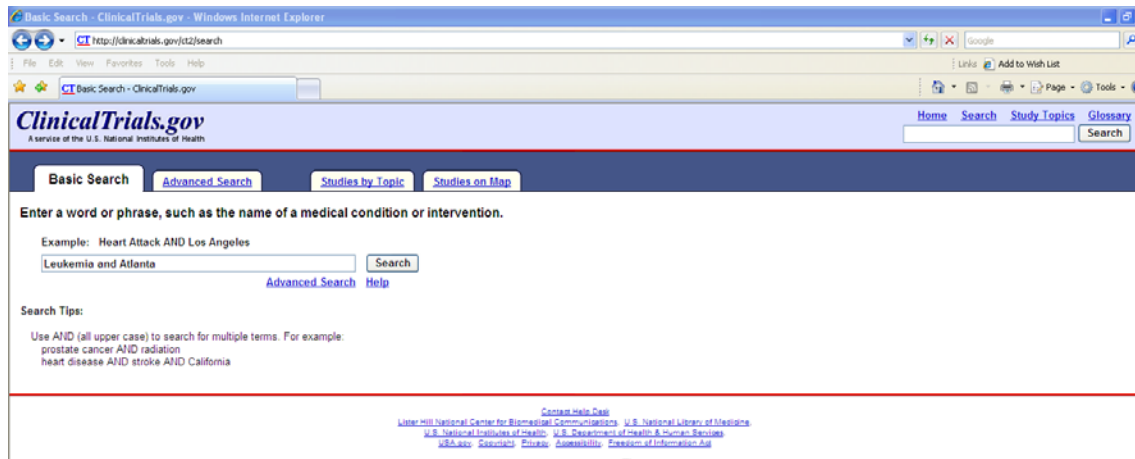 Basic Search - ClinicalTrials.gov - Windows Internet Explorer
CT http://clinicaltrials.gov/ct2/search Google
File Edit View Favorites Tools Help Links Add to Wish List
CT Basic Search - ClinicalTrials.gov Page Tools
ClinicalTrials.gov
A service of the U.S. National Institutes of Health
Home Search Study Topics Glossary
Search
Basic Search Advanced Search Studies by Topic Studies on Map
Enter a word or phrase, such as the name of a medical condition or intervention.
Example: Heart Attack AND Los Angeles
Leukemia and Atlanta Search
Advanced Search Help
Search Tips:
Use AND (all upper case) to search for multiple terms. For example:
prostate cancer AND radiation
heart disease AND stroke AND California
Contact Help Desk
Lister Hill National Center for Biomedical Communications, U.S. National Library of Medicine,
U.S. National Institutes of Health, U.S. Department of Health & Human Services,
USA.gov, Copyright, Privacy, Accessibility, Freedom of Information Act